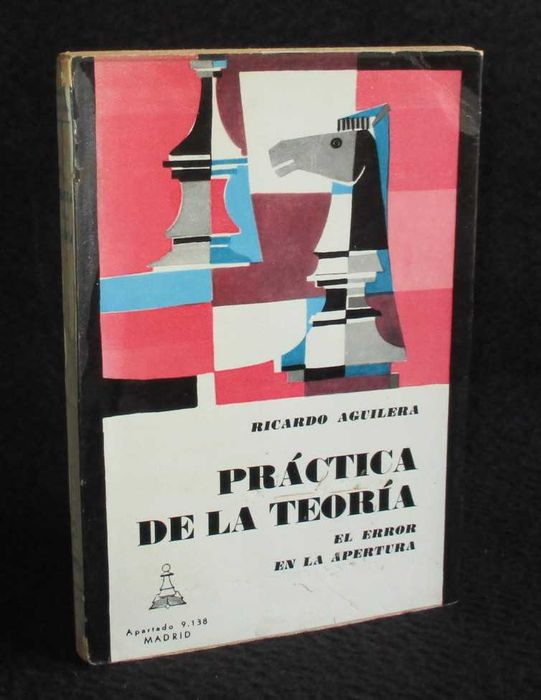 RICARDO AGUILERA
PRÁCTICA
DE LA TEORÍA
EL ERROR
EN LA APERTURA
Apartado 9.138
MADRID